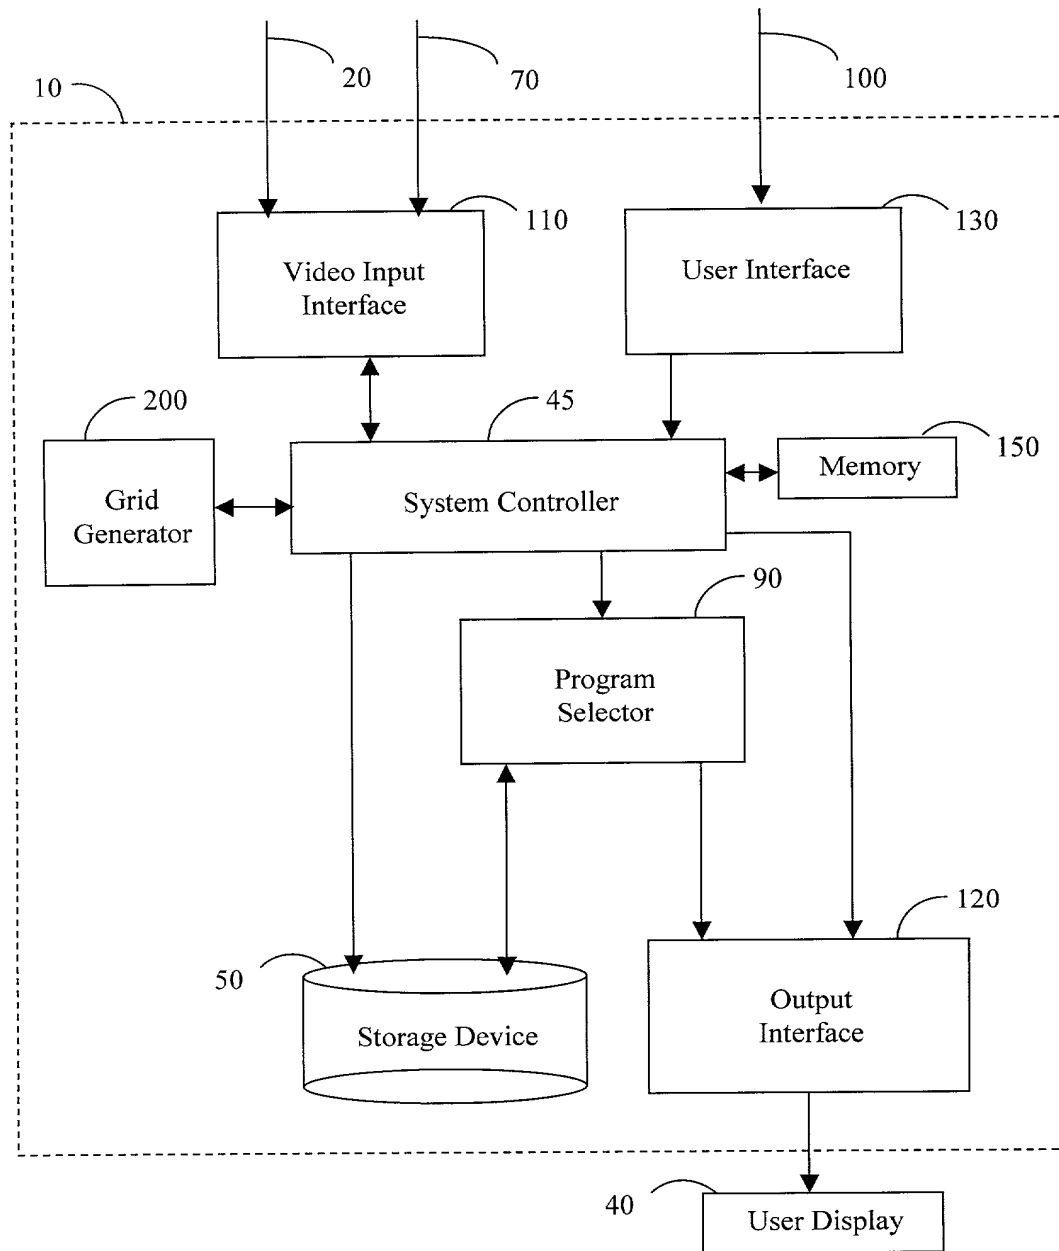 20
70
100
10
110
130
Video Input
Interface
User Interface
200
45
150
Grid
Generator
System Controller
Memory
90
Program
Selector
120
50
Storage Device
Output
Interface
40
User Display